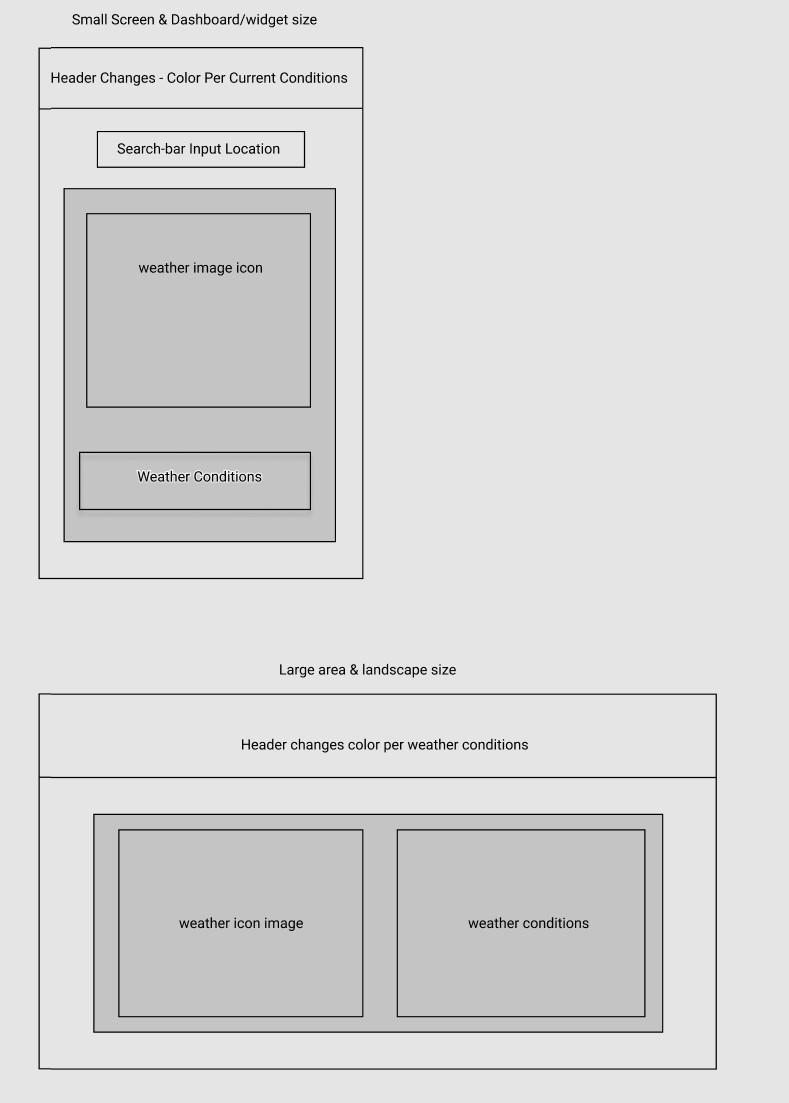 Small Screen & Dashboard/widget size
Header Changes - Color Per Current Conditions
Search-bar Input Location
weather image icon
Weather Conditions
Large area & landscape size
Header changes color per weather conditions
weather icon image
weather conditions